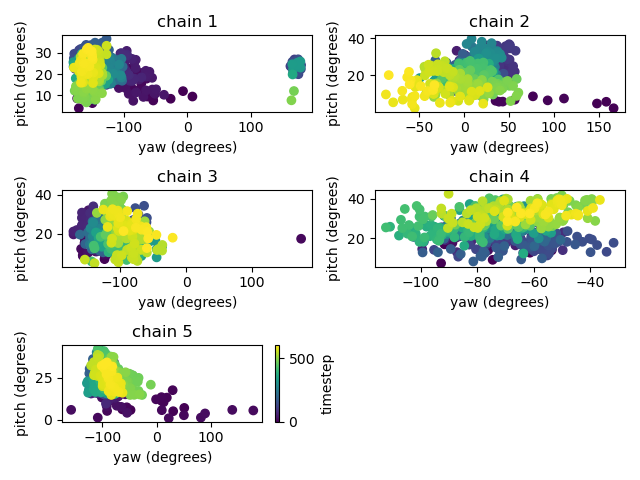 chain 1
pitch (degrees)
30
20
10
−100
0
100
yaw (degrees)
chain 2
pitch (degrees)
40
20
−50
0
50
100
150
yaw (degrees)
chain 3
pitch (degrees)
40
20
−100
0
100
yaw (degrees)
chain 4
pitch (degrees)
40
20
−100
−80
−60
−40
yaw (degrees)
chain 5
pitch (degrees)
25
0
−100
0
100
yaw (degrees)
500
0
timestep